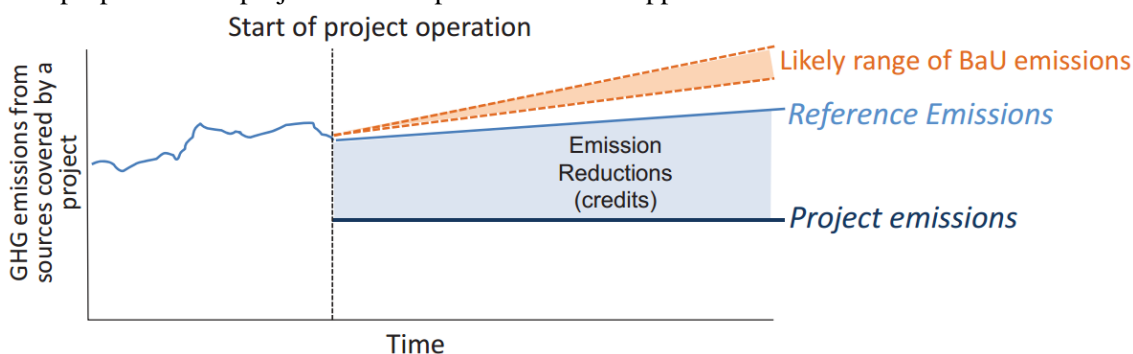 Start of project operation
GHG emissions from
sources covered by a
project
Likely range of BaU emissions
Reference Emissions
Emission
Reductions
(credits)
Project emissions
Time